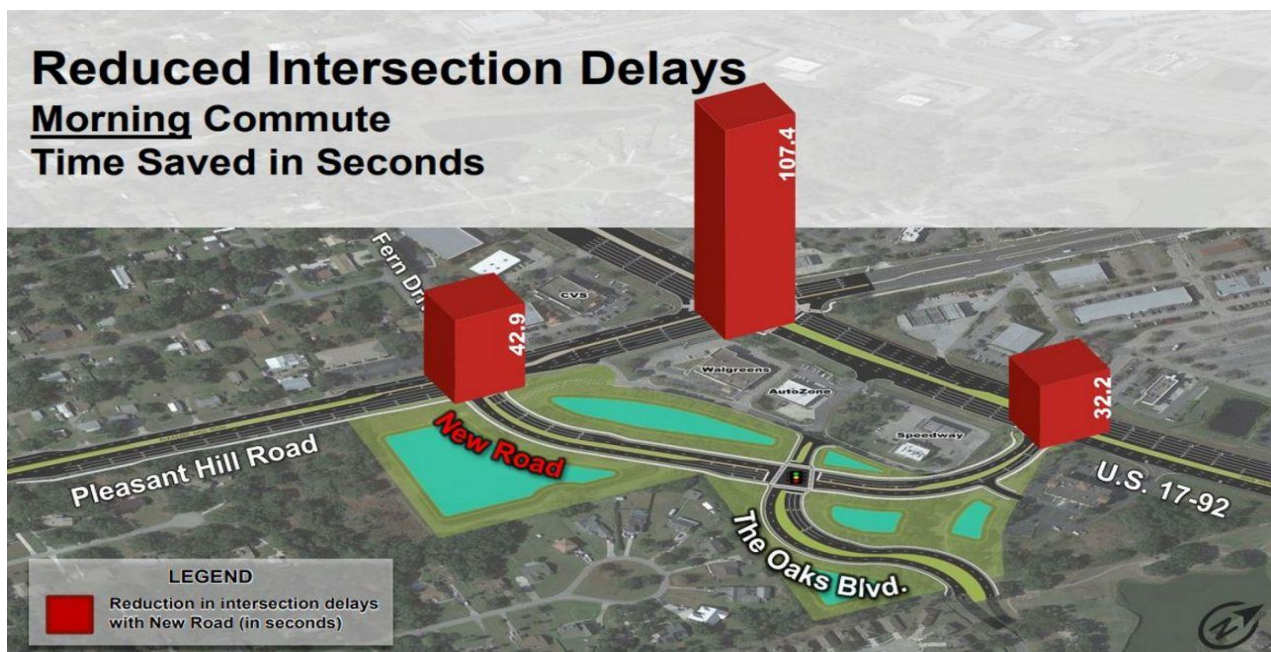 Reduced Intersection Delays
Morning Commute
Time Saved in Seconds
107.4
Fern Dri
CVS
42.9
Walgreens
AutoZone
32.2
Speedway
New Road
Pleasant Hill Road
U.S. 17-92
The Oaks Blvd.
LEGEND
Reduction in intersection delays
with New Road (in seconds)